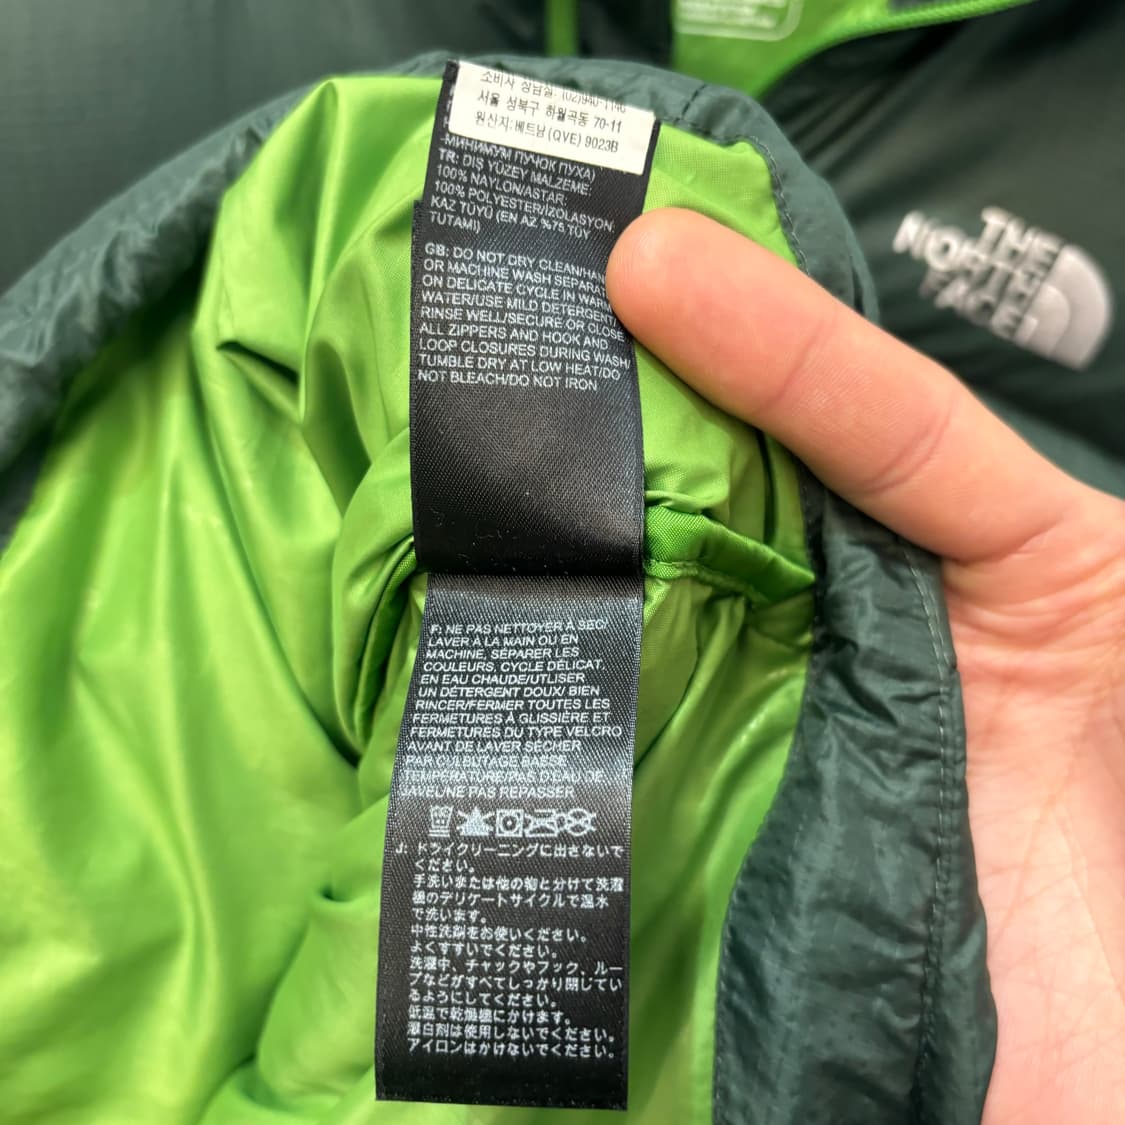 소비자 상담실: (02)940-1140
서울 성북구 하월곡동 70-11
원산지: 베트남 (QVE) 9023B
МИНИМУМ ПУЧОК ПУХА)
TR: DIŞ YÜZEY MALZEME:
100% NAYLON/ASTAR:
100% POLYESTER/İZOLASYON:
KAZ TÜYÜ (EN AZ %75 TÜY
TUTAMI)
GB: DO NOT DRY CLEAN/HAN
OR MACHINE WASH SEPARA
ON DELICATE CYCLE IN WARM
WATER/USE MILD DETERGENT
RINSE WELL/SECURE OR CLOSE
ALL ZIPPERS AND HOOK AND
LOOP CLOSURES DURING WASH/
TUMBLE DRY AT LOW HEAT/DO
NOT BLEACH/DO NOT IRON
F: NE PAS NETTOYER À SEC/
LAVER À LA MAIN OU EN
MACHINE, SÉPARER LES
COULEURS, CYCLE DÉLICAT,
EN EAU CHAUDE/UTLISER
UN DÉTERGENT DOUX/ BIEN
RINCER/FERMER TOUTES LES
FERMETURES À GLISSIÈRE ET
FERMETURES DU TYPE VELCRO
AVANT DE LAVER SÉCHER
PAR CULBUTAGE BASSE
TEMPÉRATURE/PAS D'EAU DE
JAVEL/NE PAS REPASSER
J: ドライクリーニングに出さないで
ください。
手洗いまたは他の物と分けて洗濯
機のデリケートサイクルで温水
で洗います。
中性洗剤をお使いください。
よくすすいでください。
洗濯中、チャックやフック、ルー
プなどがすべてしっかり閉じてい
るようにしてください。
低温で乾燥機にかけます。
漂白剤は使用しないでください。
アイロンはかけないでください。
THE
NORTH
FACE